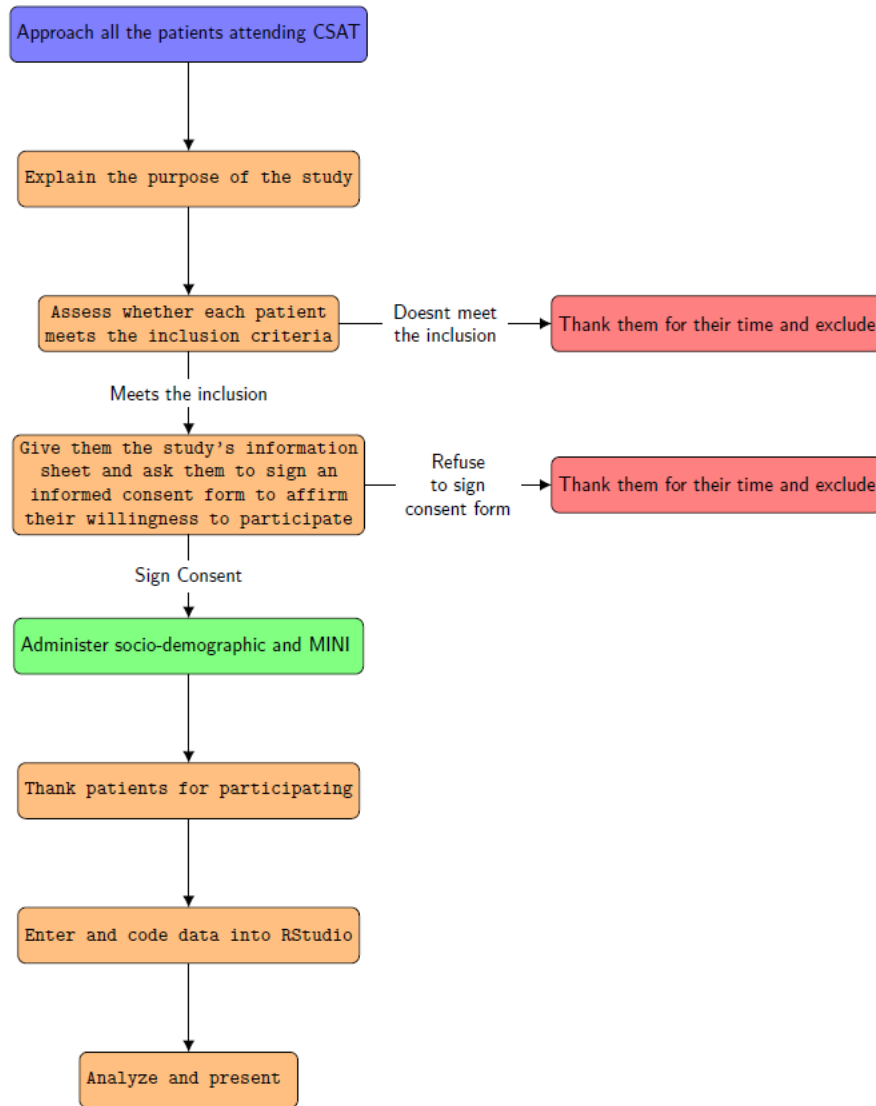 Approach all the patients attending CSAT
Explain the purpose of the study
Assess whether each patient
meets the inclusion criteria
Doesnt meet
the inclusion
Thank them for their time and exclude
Meets the inclusion
Give them the study's information
sheet and ask them to sign an
informed consent form to affirm
their willingness to participate
Refuse
to sign
consent form
Thank them for their time and exclude
Sign Consent
Administer socio-demographic and MINI
Thank patients for participating
Enter and code data into RStudio
Analyze and present